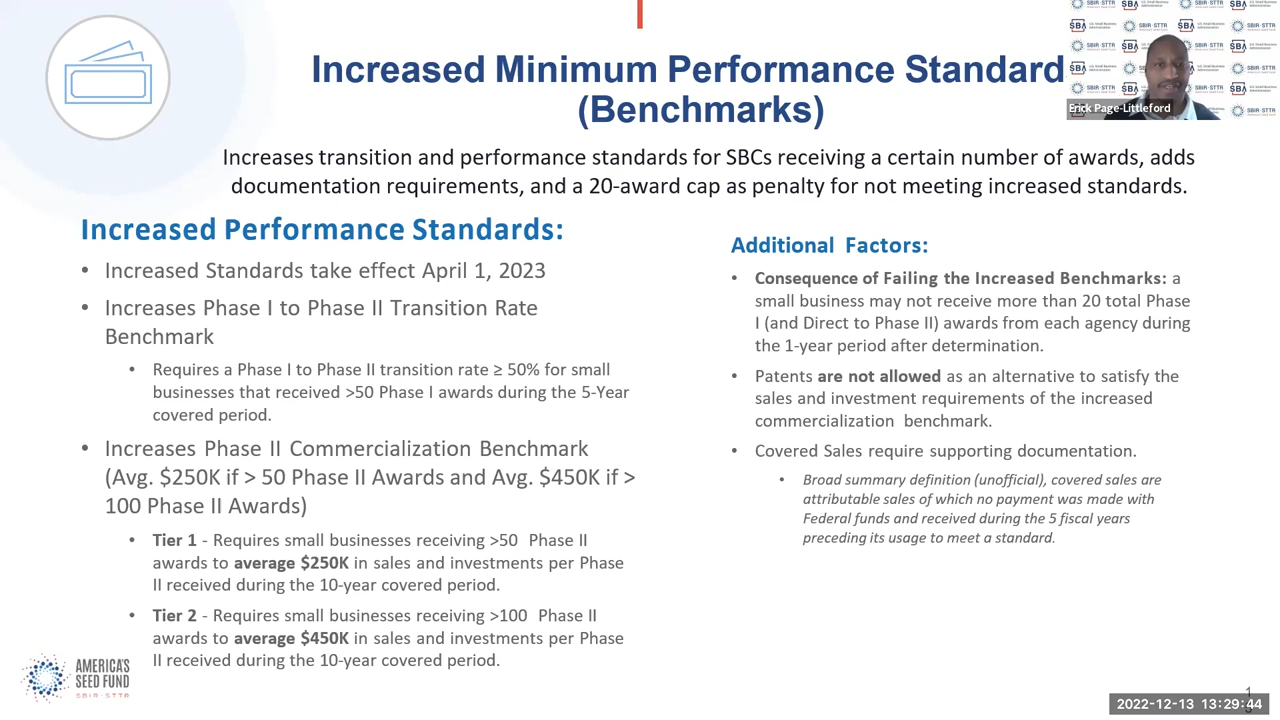 Increased Minimum Performance Standard
(Benchmarks)
Erick Page-Littleford
Increases transition and performance standards for SBCs receiving a certain number of awards, adds
documentation requirements, and a 20-award cap as penalty for not meeting increased standards.
Increased Performance Standards:
• Increased Standards take effect April 1, 2023
• Increases Phase I to Phase II Transition Rate
Benchmark
• Requires a Phase I to Phase II transition rate ≥ 50% for small
businesses that received >50 Phase I awards during the 5-Year
covered period.
• Increases Phase II Commercialization Benchmark
(Avg. $250K if > 50 Phase II Awards and Avg. $450K if >
100 Phase II Awards)
• Tier 1 - Requires small businesses receiving >50 Phase II
awards to average $250K in sales and investments per Phase
II received during the 10-year covered period.
• Tier 2 - Requires small businesses receiving >100 Phase II
awards to average $450K in sales and investments per Phase
II received during the 10-year covered period.
Additional Factors:
• Consequence of Failing the Increased Benchmarks: a
small business may not receive more than 20 total Phase
I (and Direct to Phase II) awards from each agency during
the 1-year period after determination.
• Patents are not allowed as an alternative to satisfy the
sales and investment requirements of the increased
commercialization benchmark.
• Covered Sales require supporting documentation.
• Broad summary definition (unofficial), covered sales are
attributable sales of which no payment was made with
Federal funds and received during the 5 fiscal years
preceding its usage to meet a standard.
AMERICA'S
SEED FUND
SBIR·STTR
2022-12-13 13:29:44